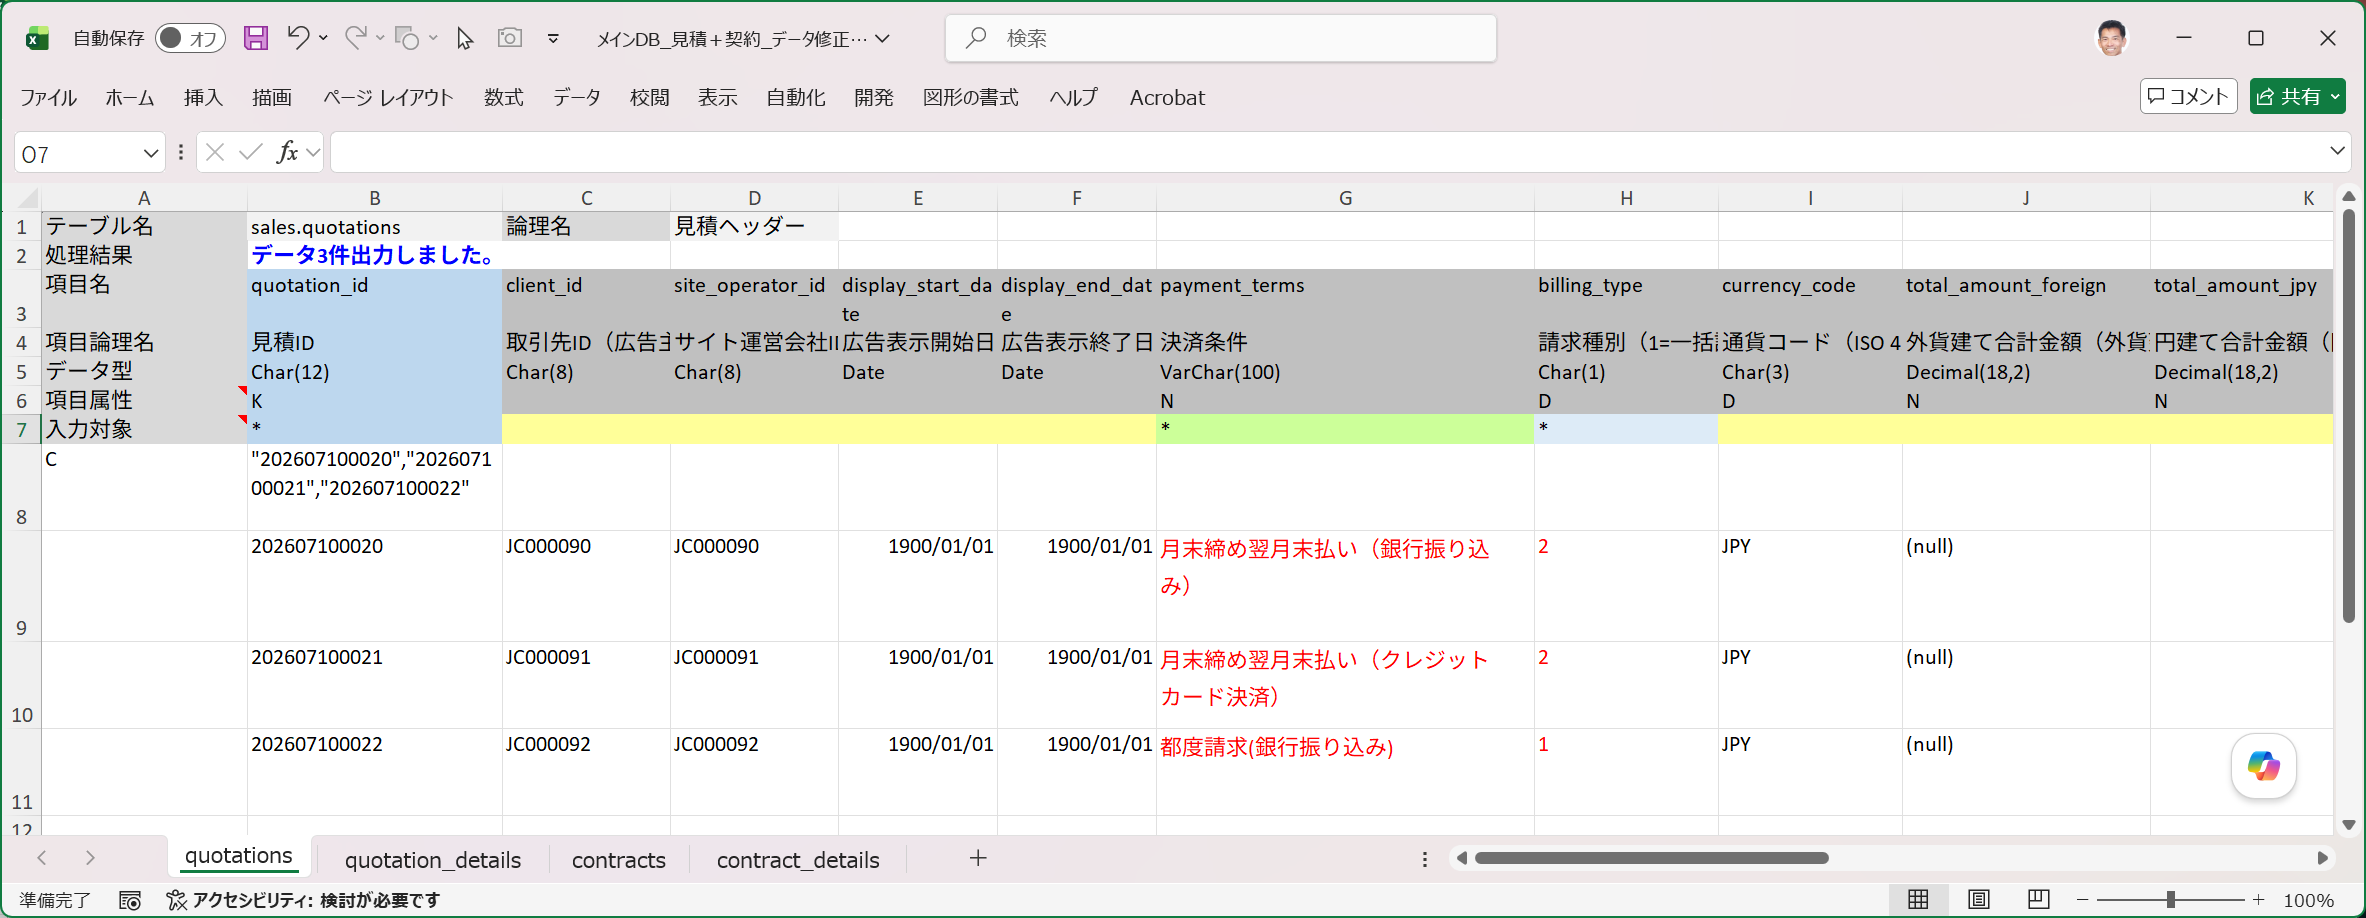 自動保存 オフ メインDB_見積+契約_データ修正… 検索
ファイル ホーム 挿入 描画 ページ レイアウト 数式 データ 校閲 表示 自動化 開発 図形の書式 ヘルプ Acrobat コメント 共有
O7 fx
A B C D E F G H I J K
1 テーブル名 sales.quotations 論理名 見積ヘッダー
2 処理結果 データ3件出力しました。
3 項目名 quotation_id client_id site_operator_id display_start_date display_end_date payment_terms billing_type currency_code total_amount_foreign total_amount_jpy
4 項目論理名 見積ID 取引先ID（広告主 サイト運営会社ID 広告表示開始日 広告表示終了日 決済条件 請求種別（1=一括 通貨コード（ISO 4 外貨建て合計金額（外貨 円建て合計金額（
5 データ型 Char(12) Char(8) Char(8) Date Date VarChar(100) Char(1) Char(3) Decimal(18,2) Decimal(18,2)
6 項目属性 K N D D N N
7 入力対象 * * *
8 C "202607100020","202607100021","202607100022"
9 202607100020 JC000090 JC000090 1900/01/01 1900/01/01 月末締め翌月末払い（銀行振り込み） 2 JPY (null)
10 202607100021 JC000091 JC000091 1900/01/01 1900/01/01 月末締め翌月末払い（クレジットカード決済） 2 JPY (null)
11 202607100022 JC000092 JC000092 1900/01/01 1900/01/01 都度請求(銀行振り込み) 1 JPY (null)
12
quotations quotation_details contracts contract_details
準備完了 アクセシビリティ: 検討が必要です 100%